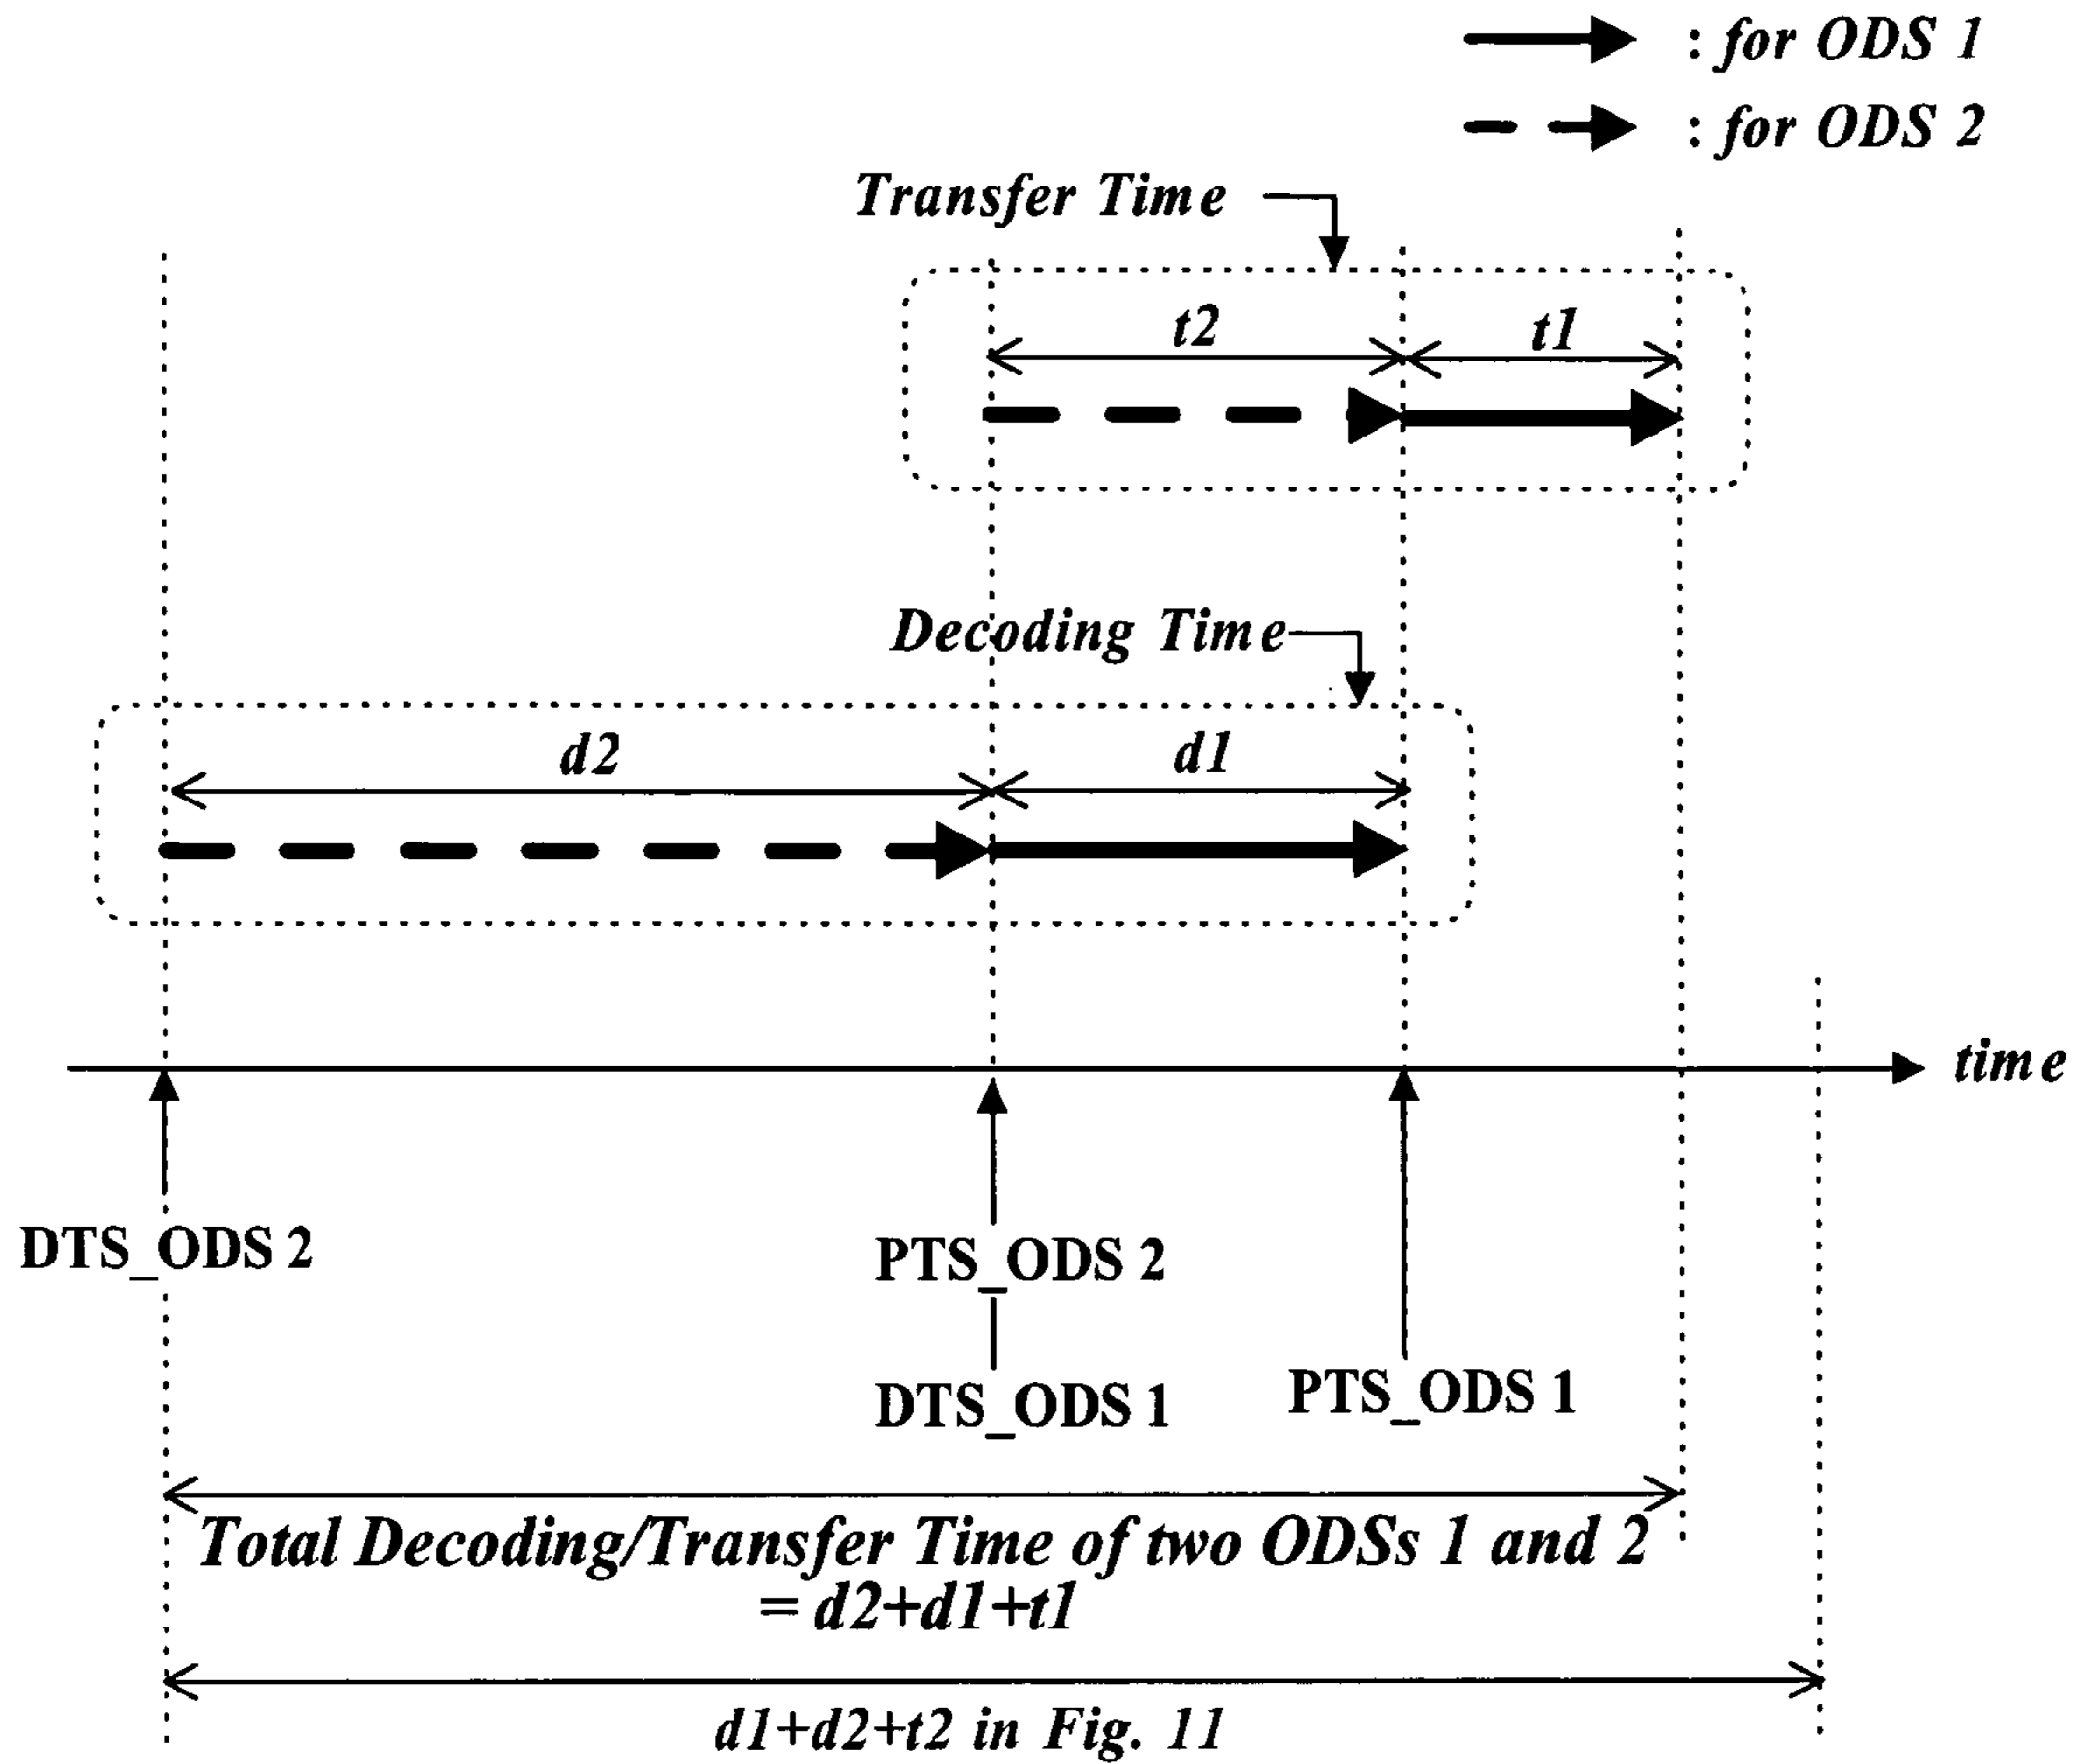 : for ODS 1
: for ODS 2
Transfer Time
t2
t1
Decoding Time
d2
d1
time
DTS_ODS 2
PTS_ODS 2
DTS_ODS 1
PTS_ODS 1
Total Decoding/Transfer Time of two ODSs 1 and 2
= d2+d1+t1
d1+d2+t2 in Fig. 11